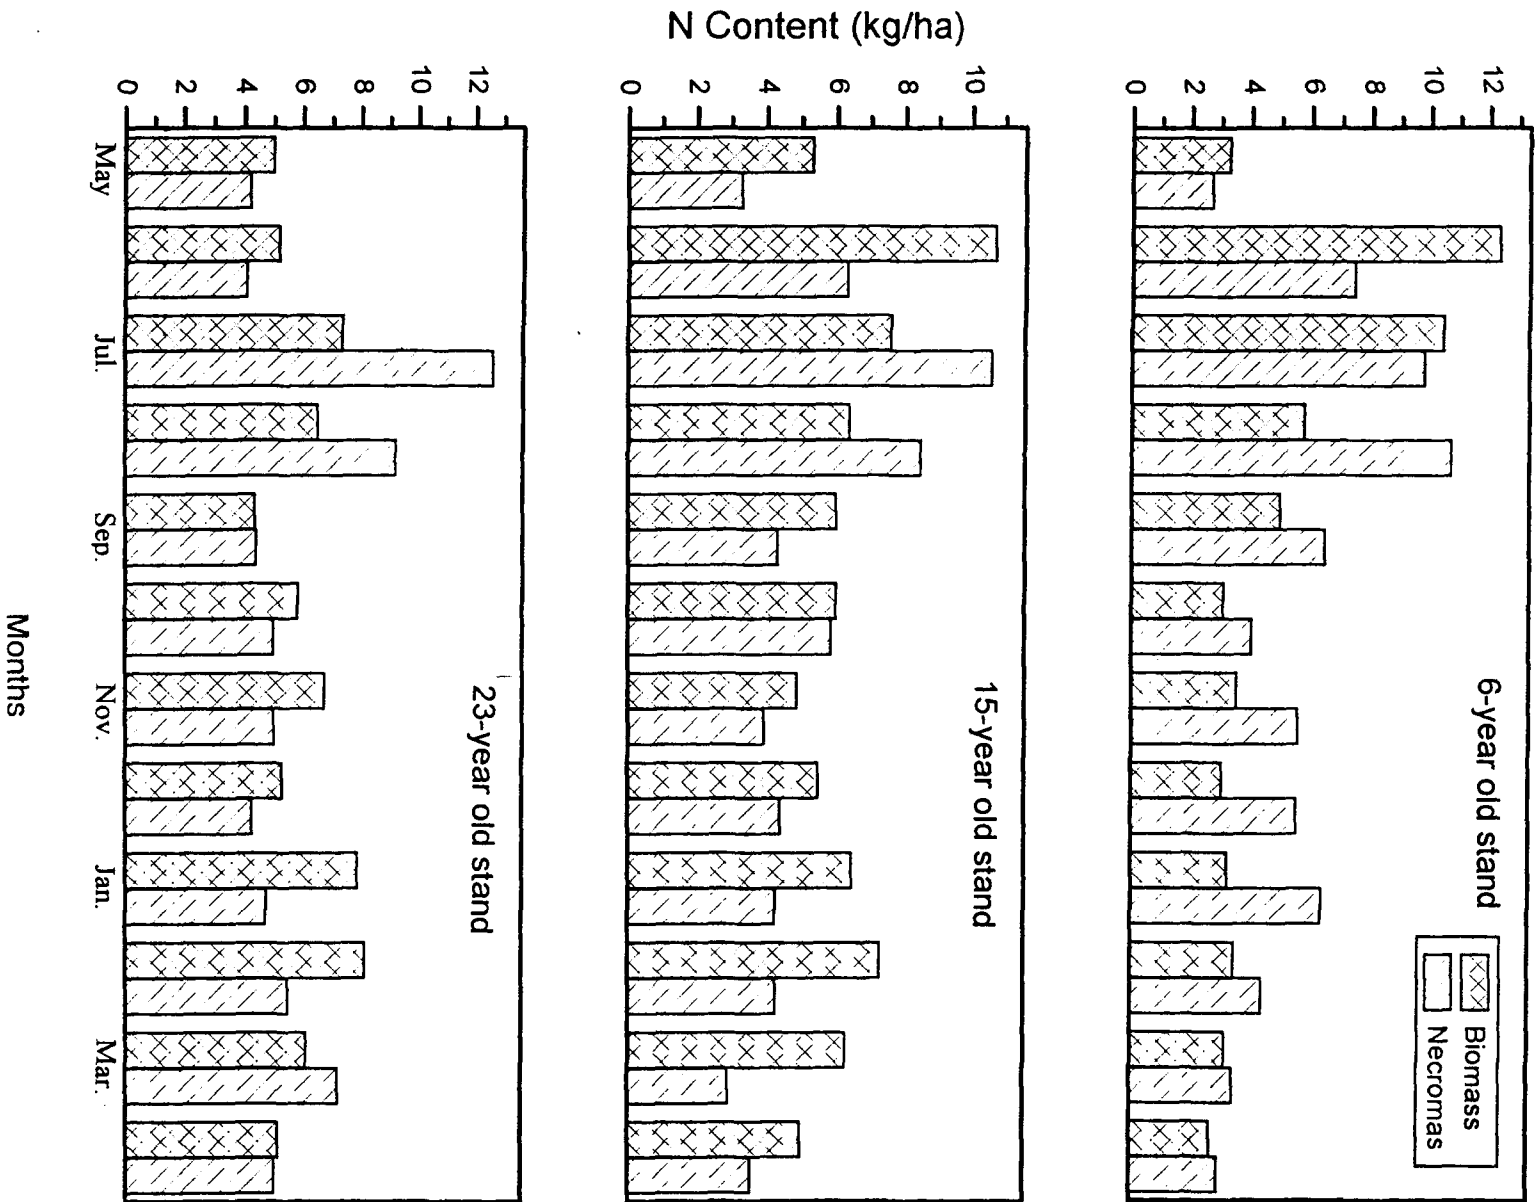 N Content (kg/ha)
6-year old stand
Biomass
Necromas
0 2 4 6 8 10 12
15-year old stand
0 2 4 6 8 10
23-year old stand
0 2 4 6 8 10 12
May Jul. Sep. Nov. Jan. Mar.
Months